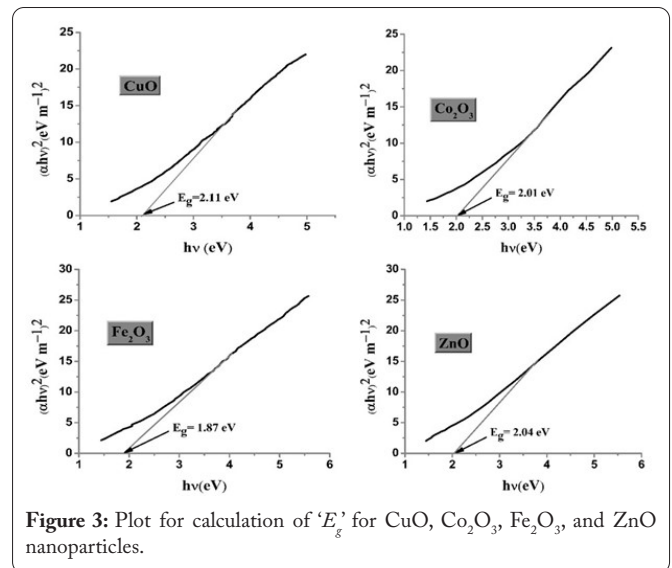 25
20
15
10
5
0
(αhν)²(eV m⁻¹)²
CuO
E_g=2.11 eV
1 2 3 4 5
hν (eV)
25
20
15
10
5
0
(αhν)²(eV m⁻¹)²
Co₂O₃
E_g= 2.01 eV
1.0 1.5 2.0 2.5 3.0 3.5 4.0 4.5 5.0 5.5
hν(eV)
30
25
20
15
10
5
0
(αhν)²(eV m⁻¹)²
Fe₂O₃
E_g= 1.87 eV
1 2 3 4 5 6
hν(eV)
30
25
20
15
10
5
0
(αhν)²(eV m⁻¹)²
ZnO
E_g= 2.04 eV
1 2 3 4 5 6
hν(eV)
Figure 3: Plot for calculation of ‘E_g’ for CuO, Co₂O₃, Fe₂O₃, and ZnO
nanoparticles.